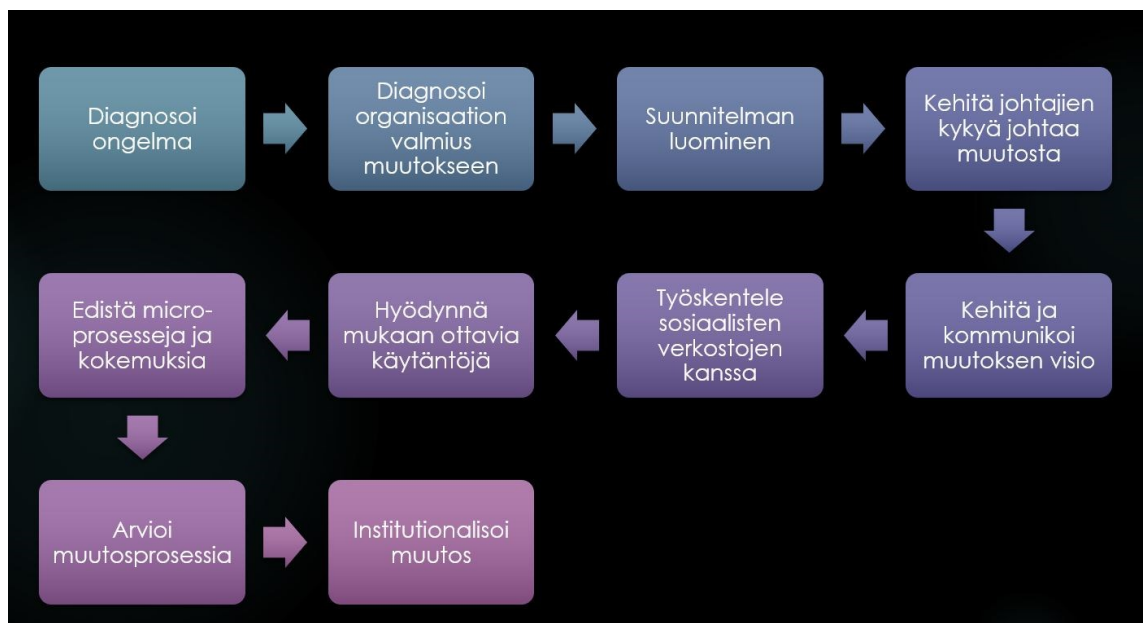 Diagnosoi
ongelma
Diagnosoi
organisaation
valmius
muutokseen
Suunnitelman
luominen
Kehitä johtajien
kykyä johtaa
muutosta
Kehitä ja
kommunikoi
muutoksen visio
Työskentele
sosiaalisten
verkostojen
kanssa
Hyödynnä
mukaan ottavia
käytäntöjä
Edistä micro-
prosesseja ja
kokemuksia
Arvioi
muutosprosessia
Institutionalisoi
muutos